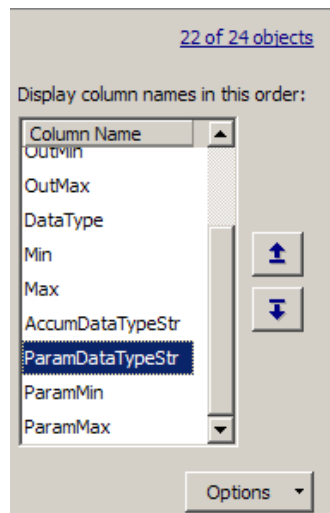 22 of 24 objects
Display column names in this order:
Column Name
OutMin
OutMax
DataType
Min
Max
AccumDataTypeStr
ParamDataTypeStr
ParamMin
ParamMax
Options